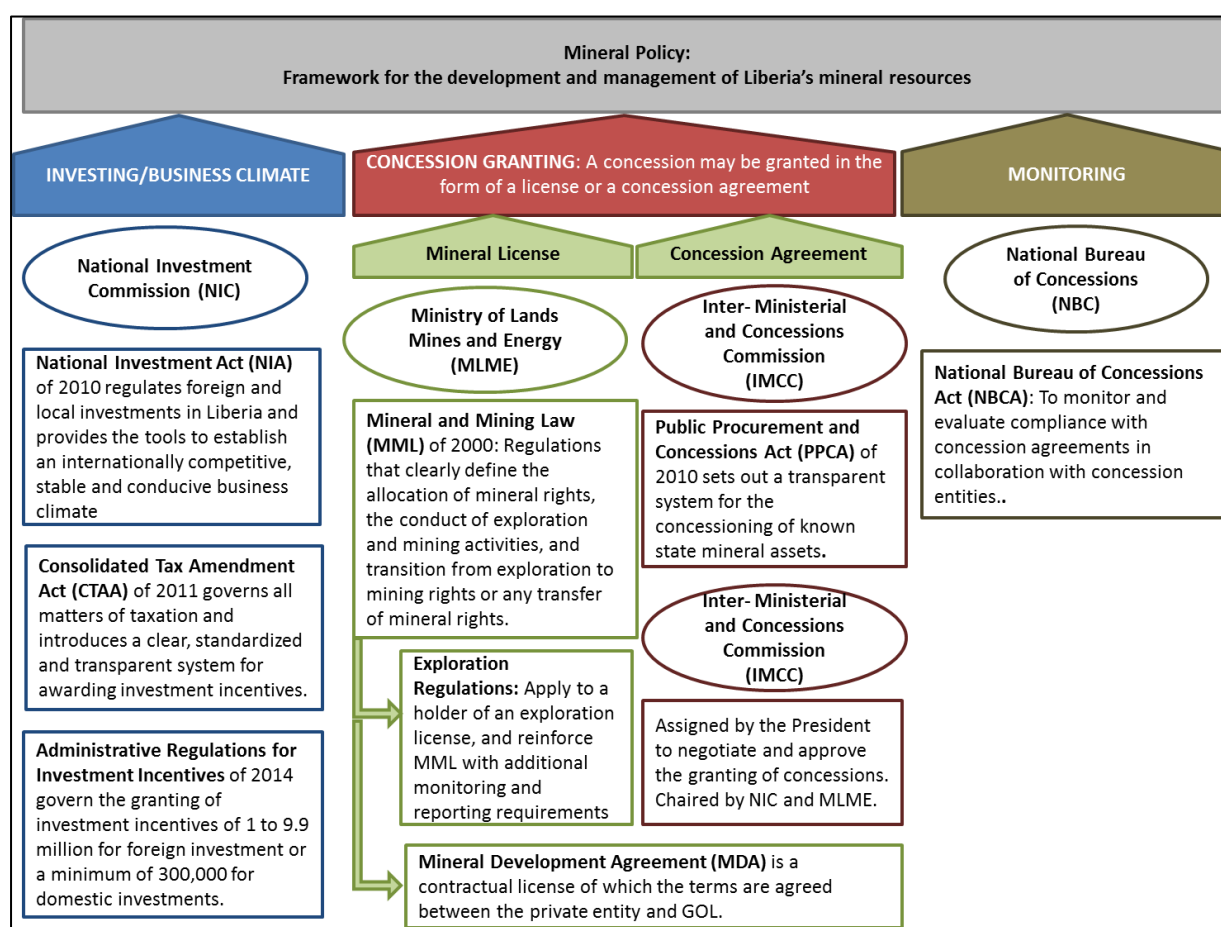 Mineral Policy:
Framework for the development and management of Liberia's mineral resources
INVESTING/BUSINESS CLIMATE
National Investment
Commission (NIC)
National Investment Act (NIA)
of 2010 regulates foreign and
local investments in Liberia and
provides the tools to establish
an internationally competitive,
stable and conducive business
climate
Consolidated Tax Amendment
Act (CTAA) of 2011 governs all
matters of taxation and
introduces a clear, standardized
and transparent system for
awarding investment incentives.
Administrative Regulations for
Investment Incentives of 2014
govern the granting of
investment incentives of 1 to 9.9
million for foreign investment or
a minimum of 300,000 for
domestic investments.
CONCESSION GRANTING: A concession may be granted in the
form of a license or a concession agreement
Mineral License
Ministry of Lands
Mines and Energy
(MLME)
Mineral and Mining Law
(MML) of 2000: Regulations
that clearly define the
allocation of mineral rights,
the conduct of exploration
and mining activities, and
transition from exploration to
mining rights or any transfer
of mineral rights.
Exploration
Regulations: Apply to a
holder of an exploration
license, and reinforce
MML with additional
monitoring and
reporting requirements
Mineral Development Agreement (MDA) is a
contractual license of which the terms are agreed
between the private entity and GOL.
Concession Agreement
Inter- Ministerial
and Concessions
Commission
(IMCC)
Public Procurement and
Concessions Act (PPCA) of
2010 sets out a transparent
system for the
concessioning of known
state mineral assets.
Inter- Ministerial
and Concessions
Commission
(IMCC)
Assigned by the President
to negotiate and approve
the granting of concessions.
Chaired by NIC and MLME.
MONITORING
National Bureau
of Concessions
(NBC)
National Bureau of Concessions
Act (NBCA): To monitor and
evaluate compliance with
concession agreements in
collaboration with concession
entities..